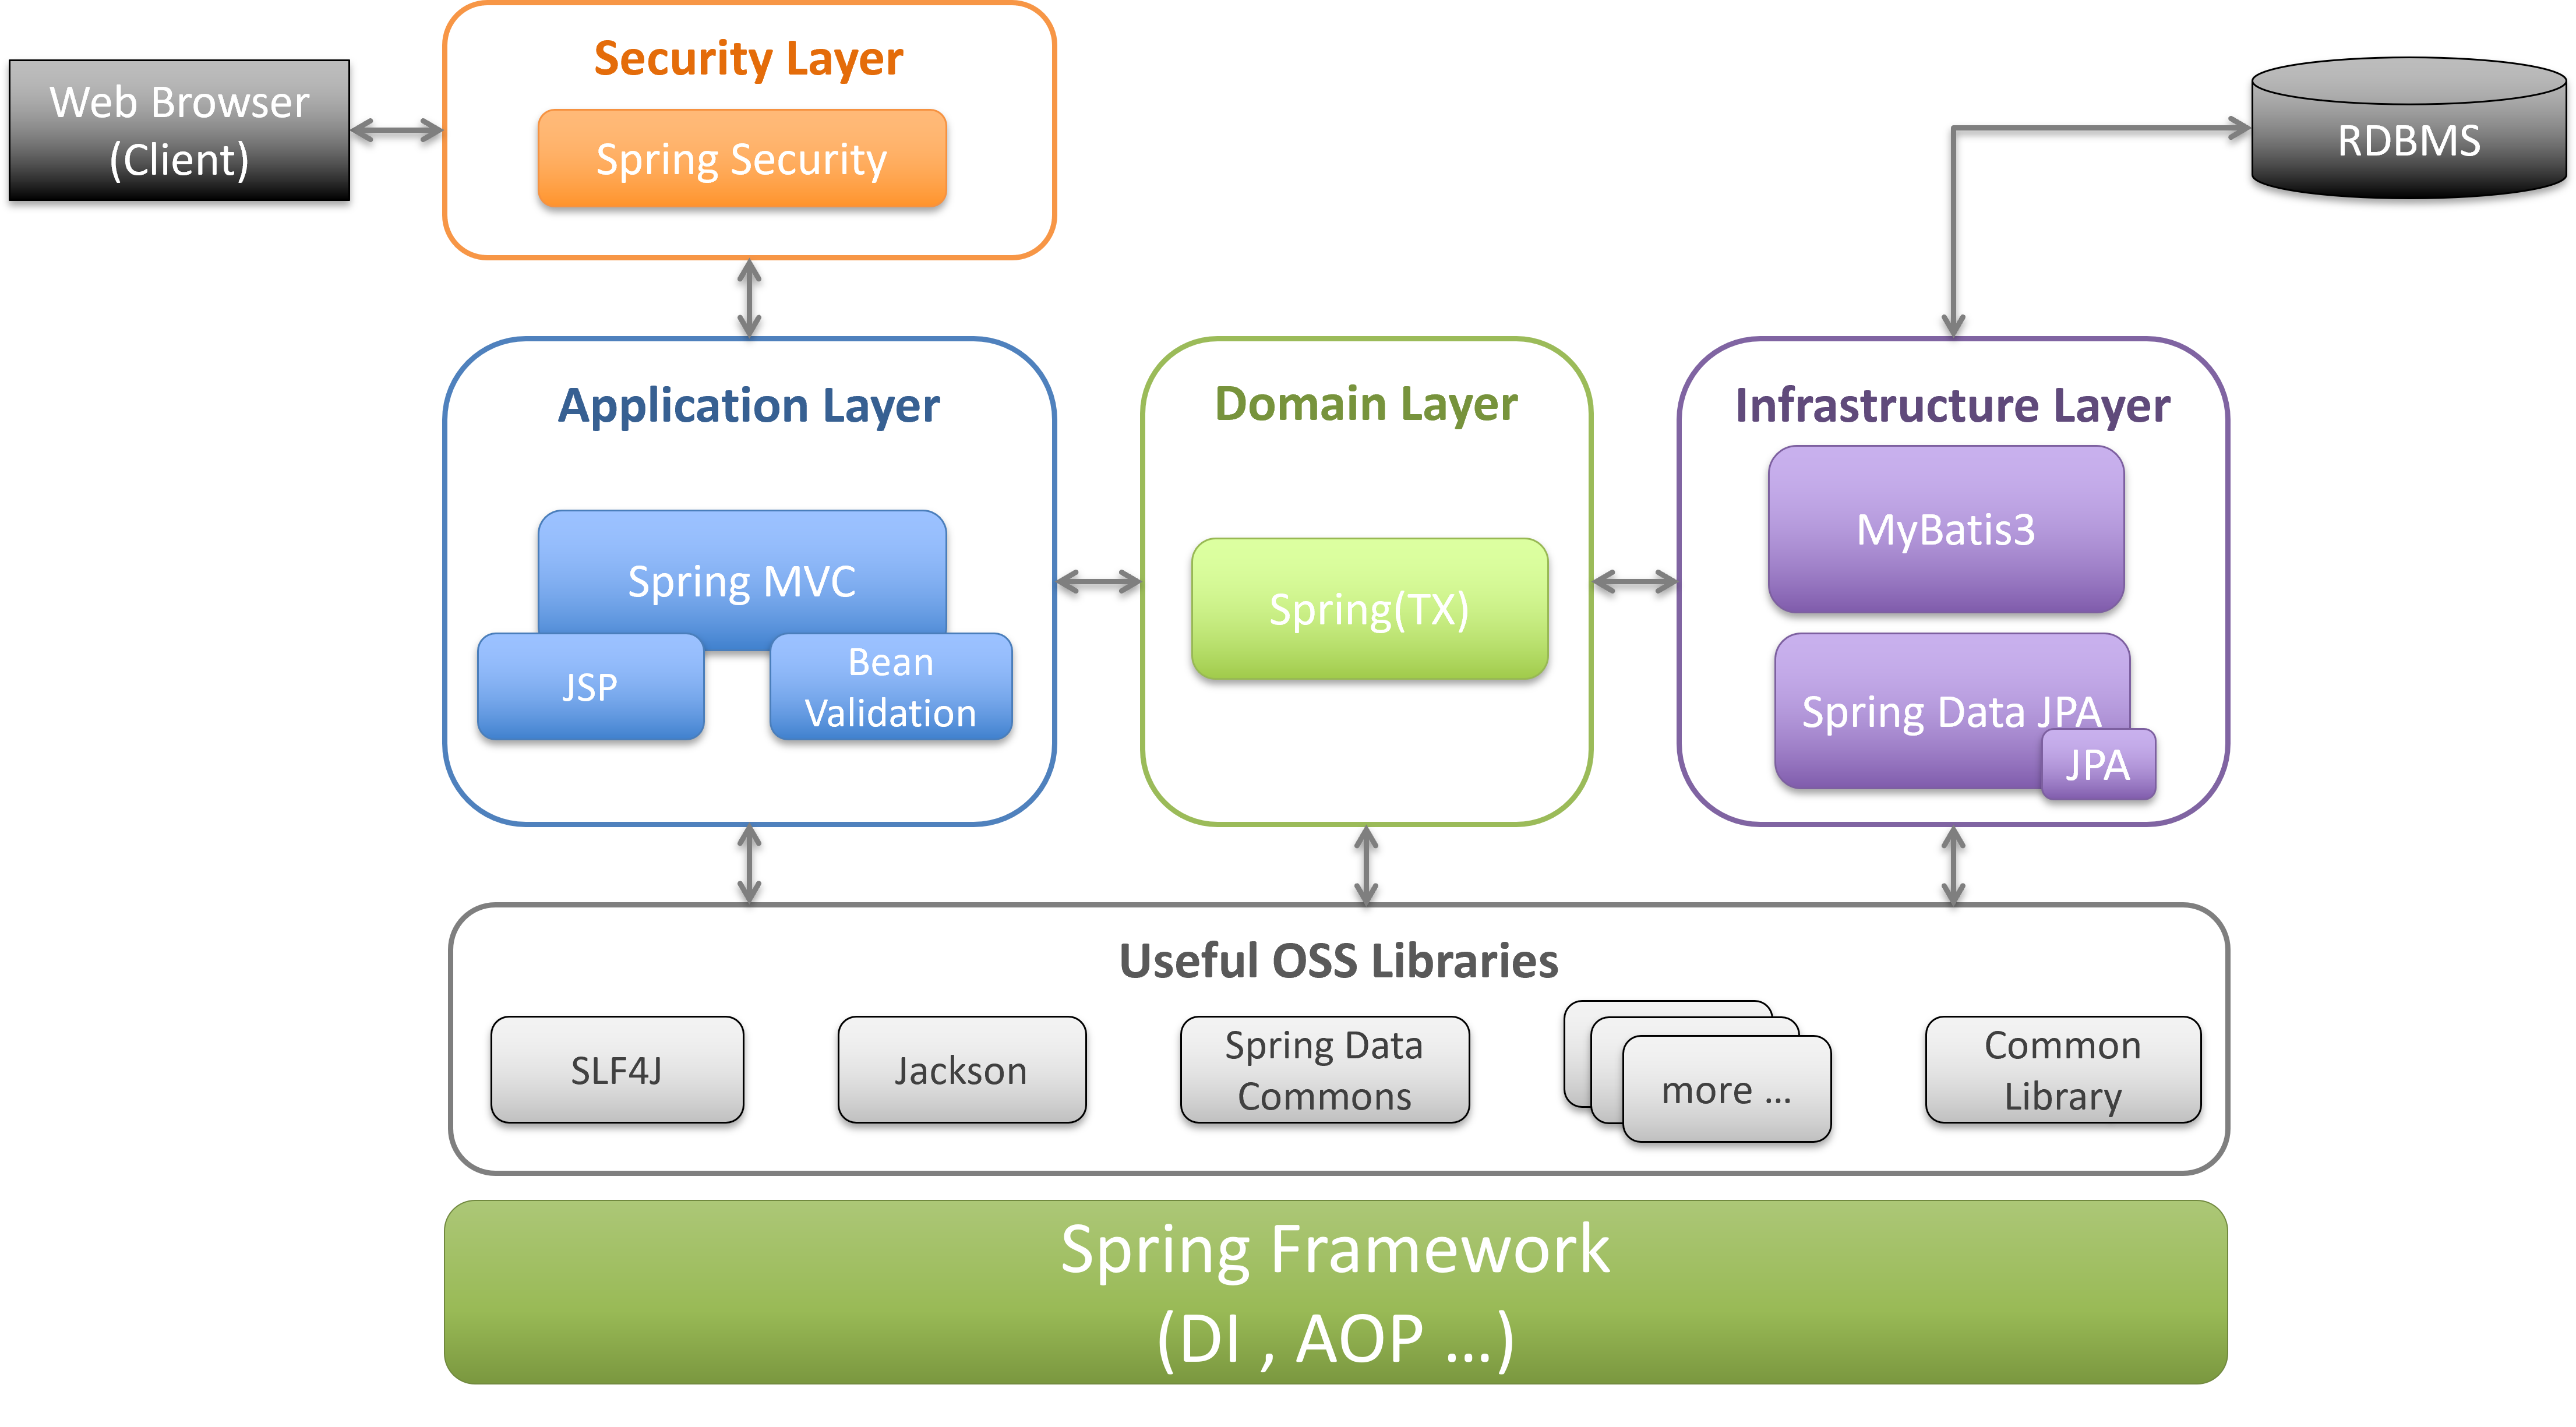 Web Browser
(Client)
Security Layer
Spring Security
RDBMS
Application Layer
Spring MVC
JSP
Bean
Validation
Domain Layer
Spring(TX)
Infrastructure Layer
MyBatis3
Spring Data JPA
JPA
Useful OSS Libraries
SLF4J
Jackson
Spring Data
Commons
more ...
Common
Library
Spring Framework
(DI , AOP ...)